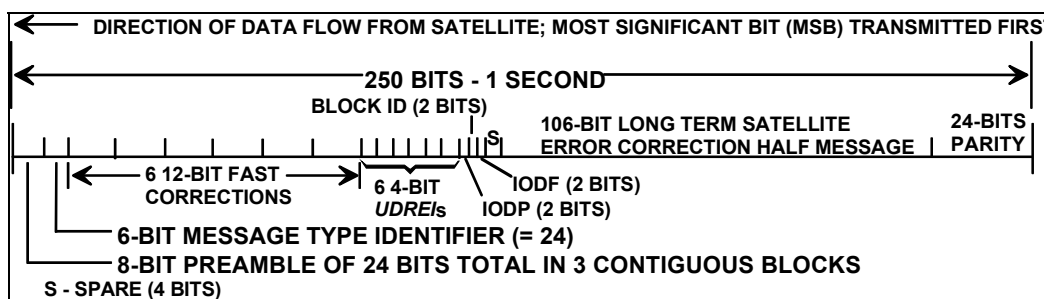 DIRECTION OF DATA FLOW FROM SATELLITE; MOST SIGNIFICANT BIT (MSB) TRANSMITTED FIRST
250 BITS - 1 SECOND
BLOCK ID (2 BITS)
S
106-BIT LONG TERM SATELLITE
ERROR CORRECTION HALF MESSAGE
24-BITS
PARITY
6 12-BIT FAST
CORRECTIONS
6 4-BIT
UDREIs
IODF (2 BITS)
IODP (2 BITS)
6-BIT MESSAGE TYPE IDENTIFIER (= 24)
8-BIT PREAMBLE OF 24 BITS TOTAL IN 3 CONTIGUOUS BLOCKS
S - SPARE (4 BITS)